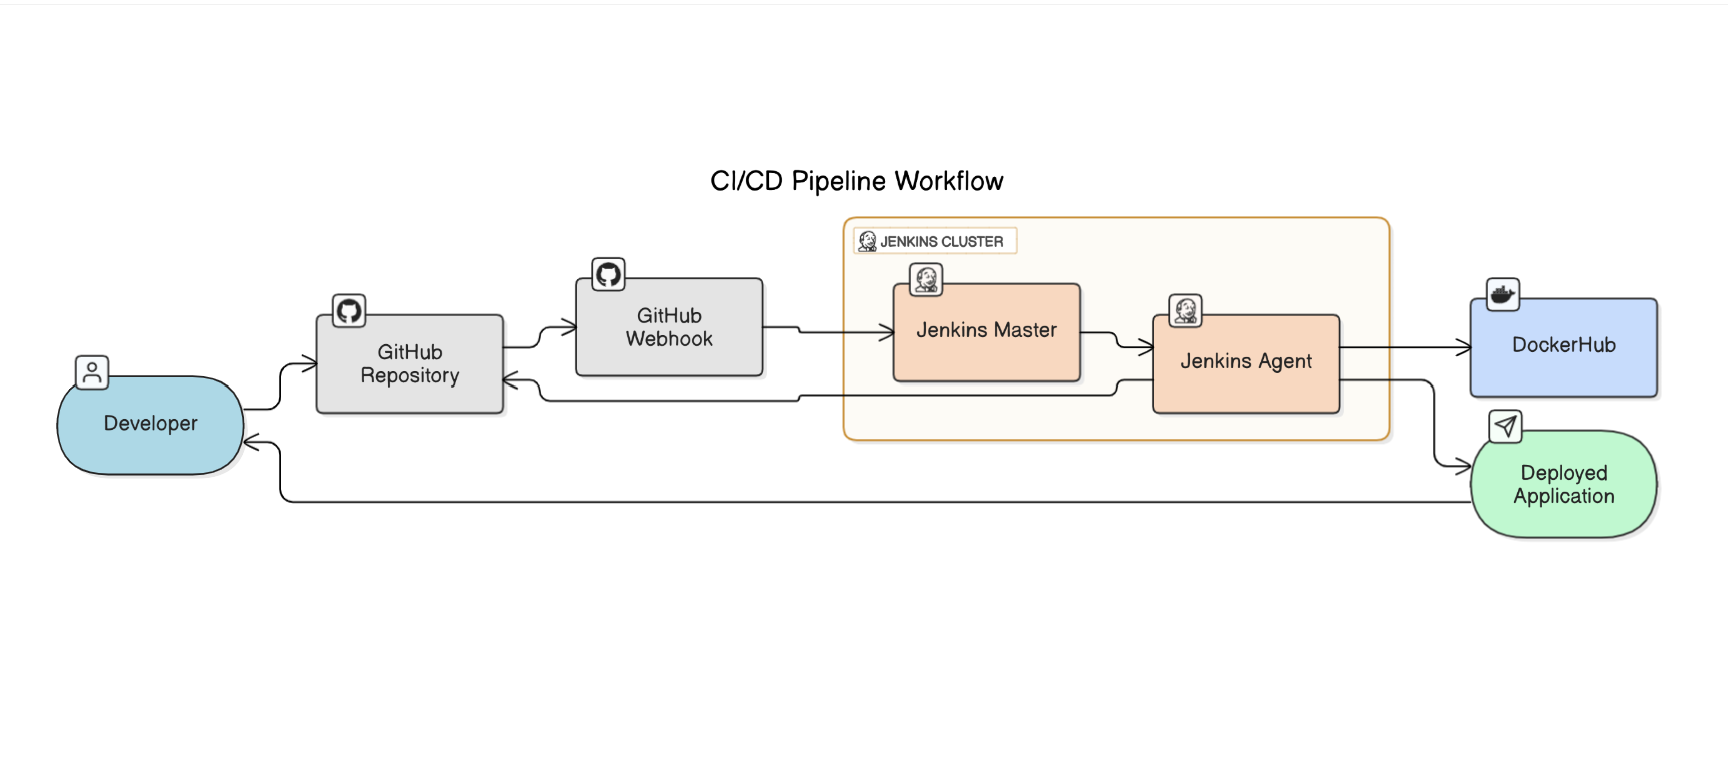 CI/CD Pipeline Workflow
JENKINS CLUSTER
GitHub
Webhook
Jenkins Master
DockerHub
GitHub
Repository
Jenkins Agent
Developer
Deployed
Application